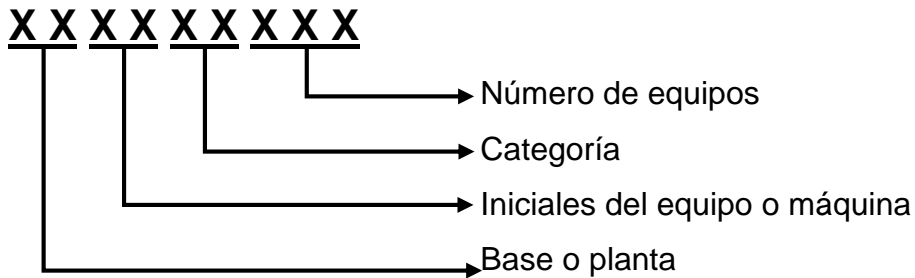 X X X X X X X X X
Número de equipos
Categoría
Iniciales del equipo o máquina
Base o planta